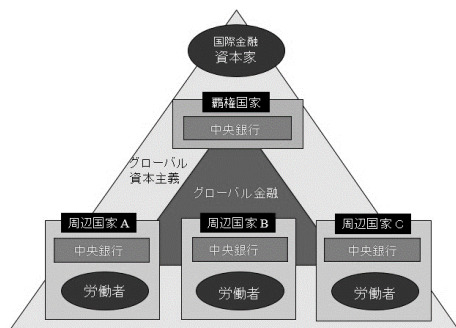 国際金融
資本家
覇権国家
中央銀行
グローバル
資本主義
グローバル金融
周辺国家A
中央銀行
労働者
周辺国家B
中央銀行
労働者
周辺国家C
中央銀行
労働者